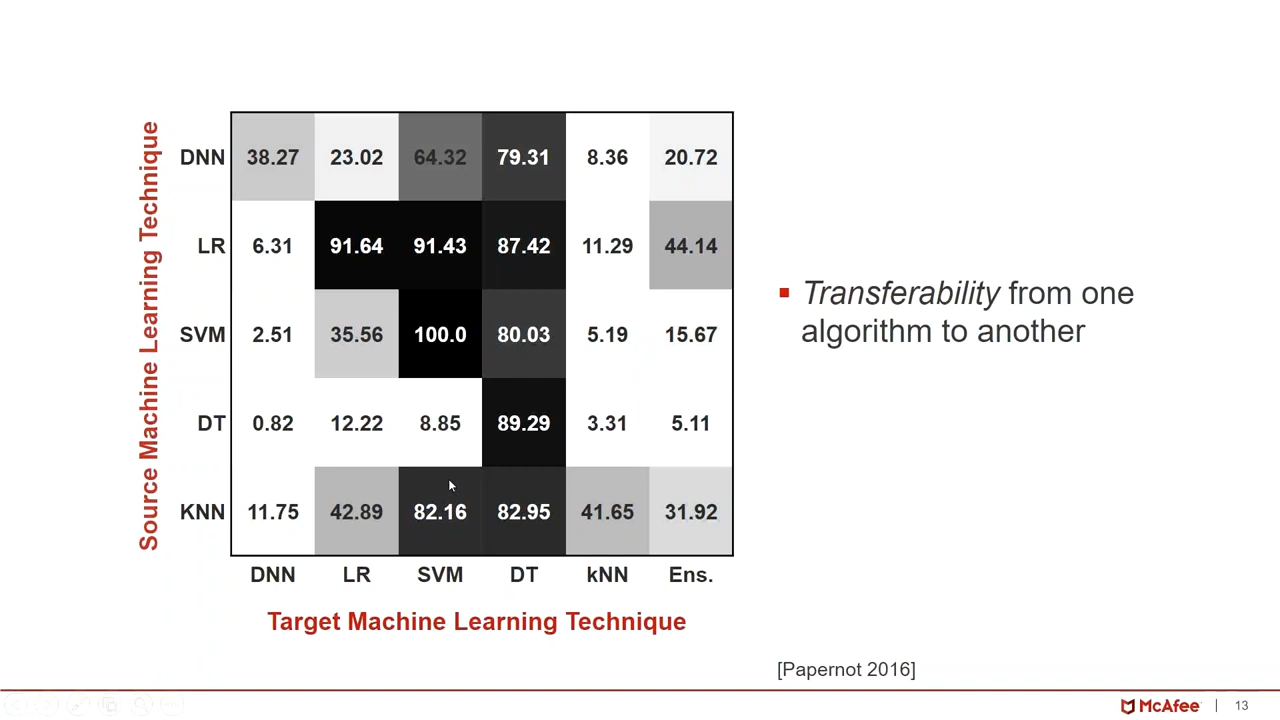 Source Machine Learning Technique
DNN 38.27 23.02 64.32 79.31 8.36 20.72
LR 6.31 91.64 91.43 87.42 11.29 44.14
SVM 2.51 35.56 100.0 80.03 5.19 15.67
DT 0.82 12.22 8.85 89.29 3.31 5.11
KNN 11.75 42.89 82.16 82.95 41.65 31.92
DNN LR SVM DT kNN Ens.
Target Machine Learning Technique
Transferability from one
algorithm to another
[Papernot 2016]
McAfee | 13